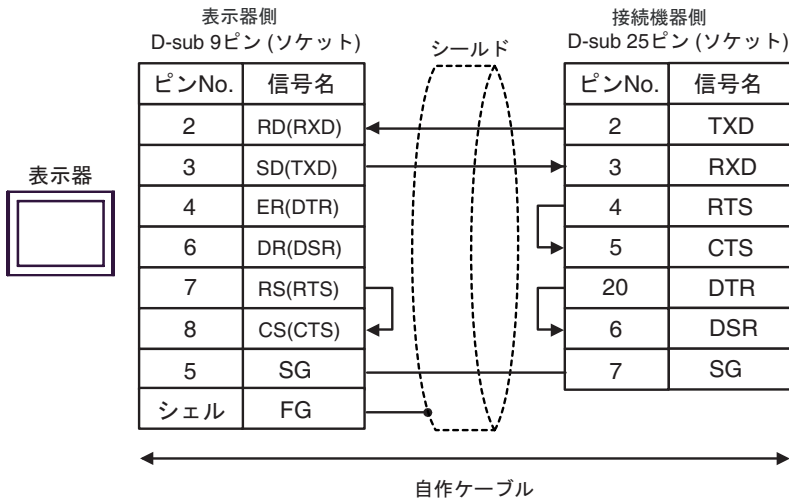 表示器側
D-sub 9ピン (ソケット)
シールド
接続機器側
D-sub 25ピン (ソケット)
表示器
ピンNo. 信号名
2 RD(RXD)
3 SD(TXD)
4 ER(DTR)
6 DR(DSR)
7 RS(RTS)
8 CS(CTS)
5 SG
シェル FG
ピンNo. 信号名
2 TXD
3 RXD
4 RTS
5 CTS
20 DTR
6 DSR
7 SG
自作ケーブル